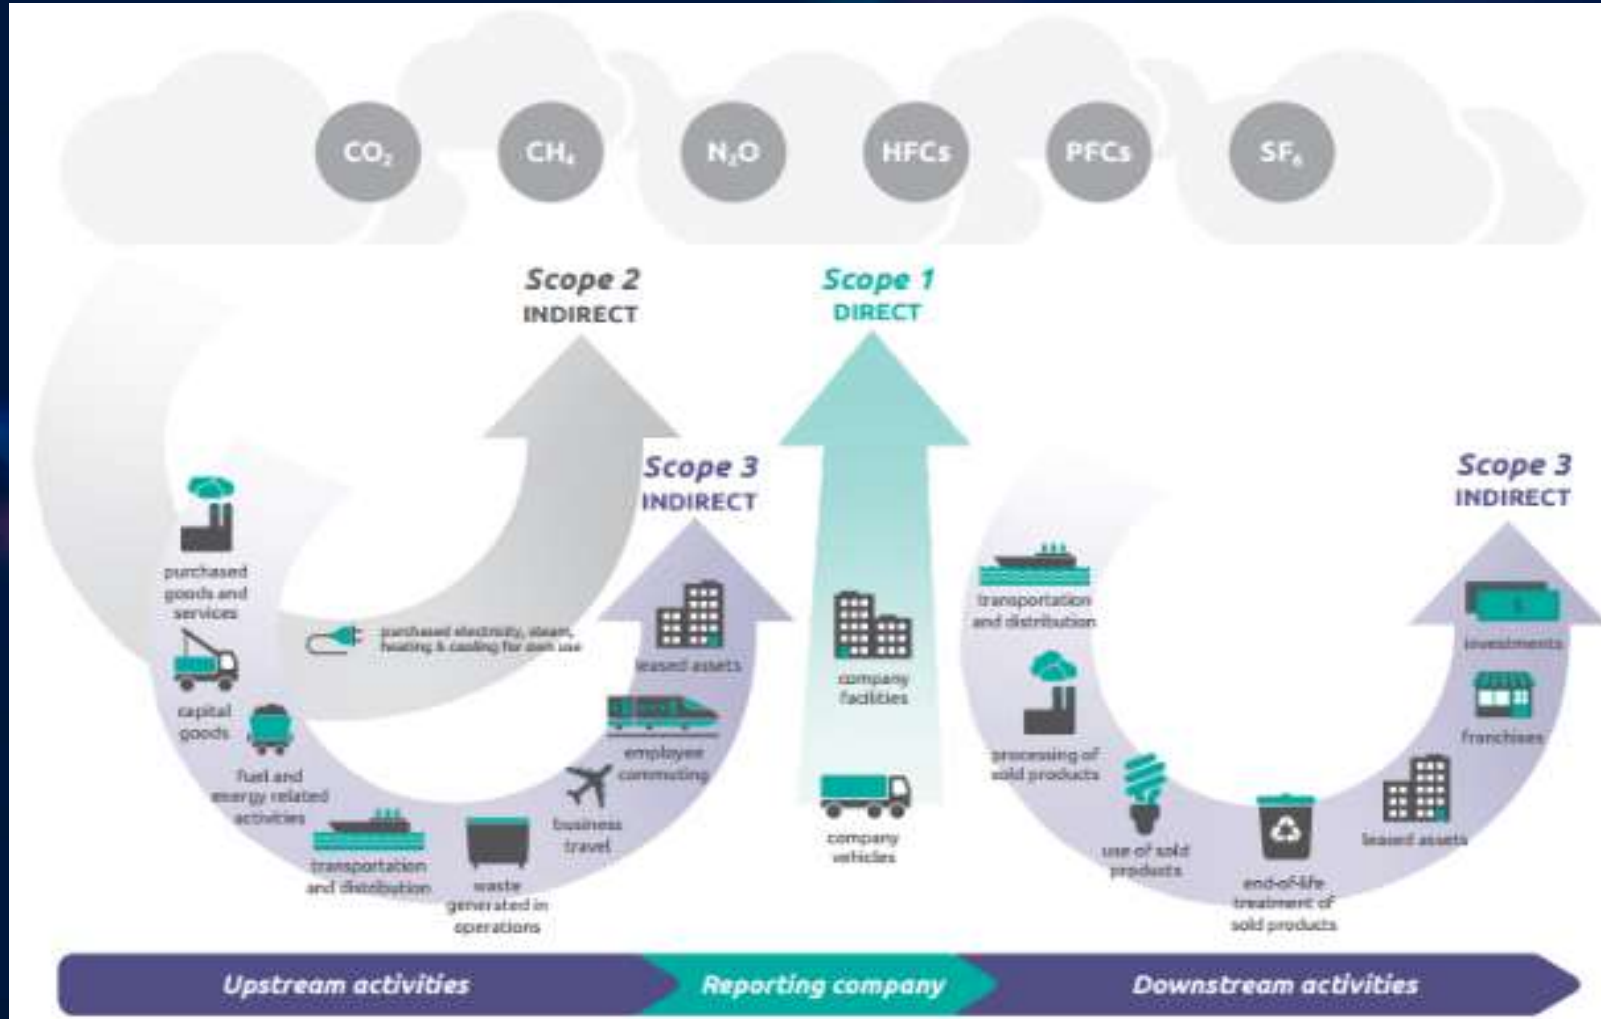 CO₂
CH₄
N₂O
HFCs
PFCs
SF₆
Scope 2
INDIRECT
Scope 1
DIRECT
Scope 3
INDIRECT
Scope 3
INDIRECT
purchased
goods and
services
capital
goods
fuel and
energy related
activities
transportation
and distribution
waste
generated in
operations
business
travel
employee
commuting
leased assets
purchased electricity, steam,
heating & cooling for own use
company
facilities
company
vehicles
transportation
and distribution
processing of
sold products
use of sold
products
end-of-life
treatment of
sold products
leased assets
franchises
investments
$
Upstream activities
Reporting company
Downstream activities